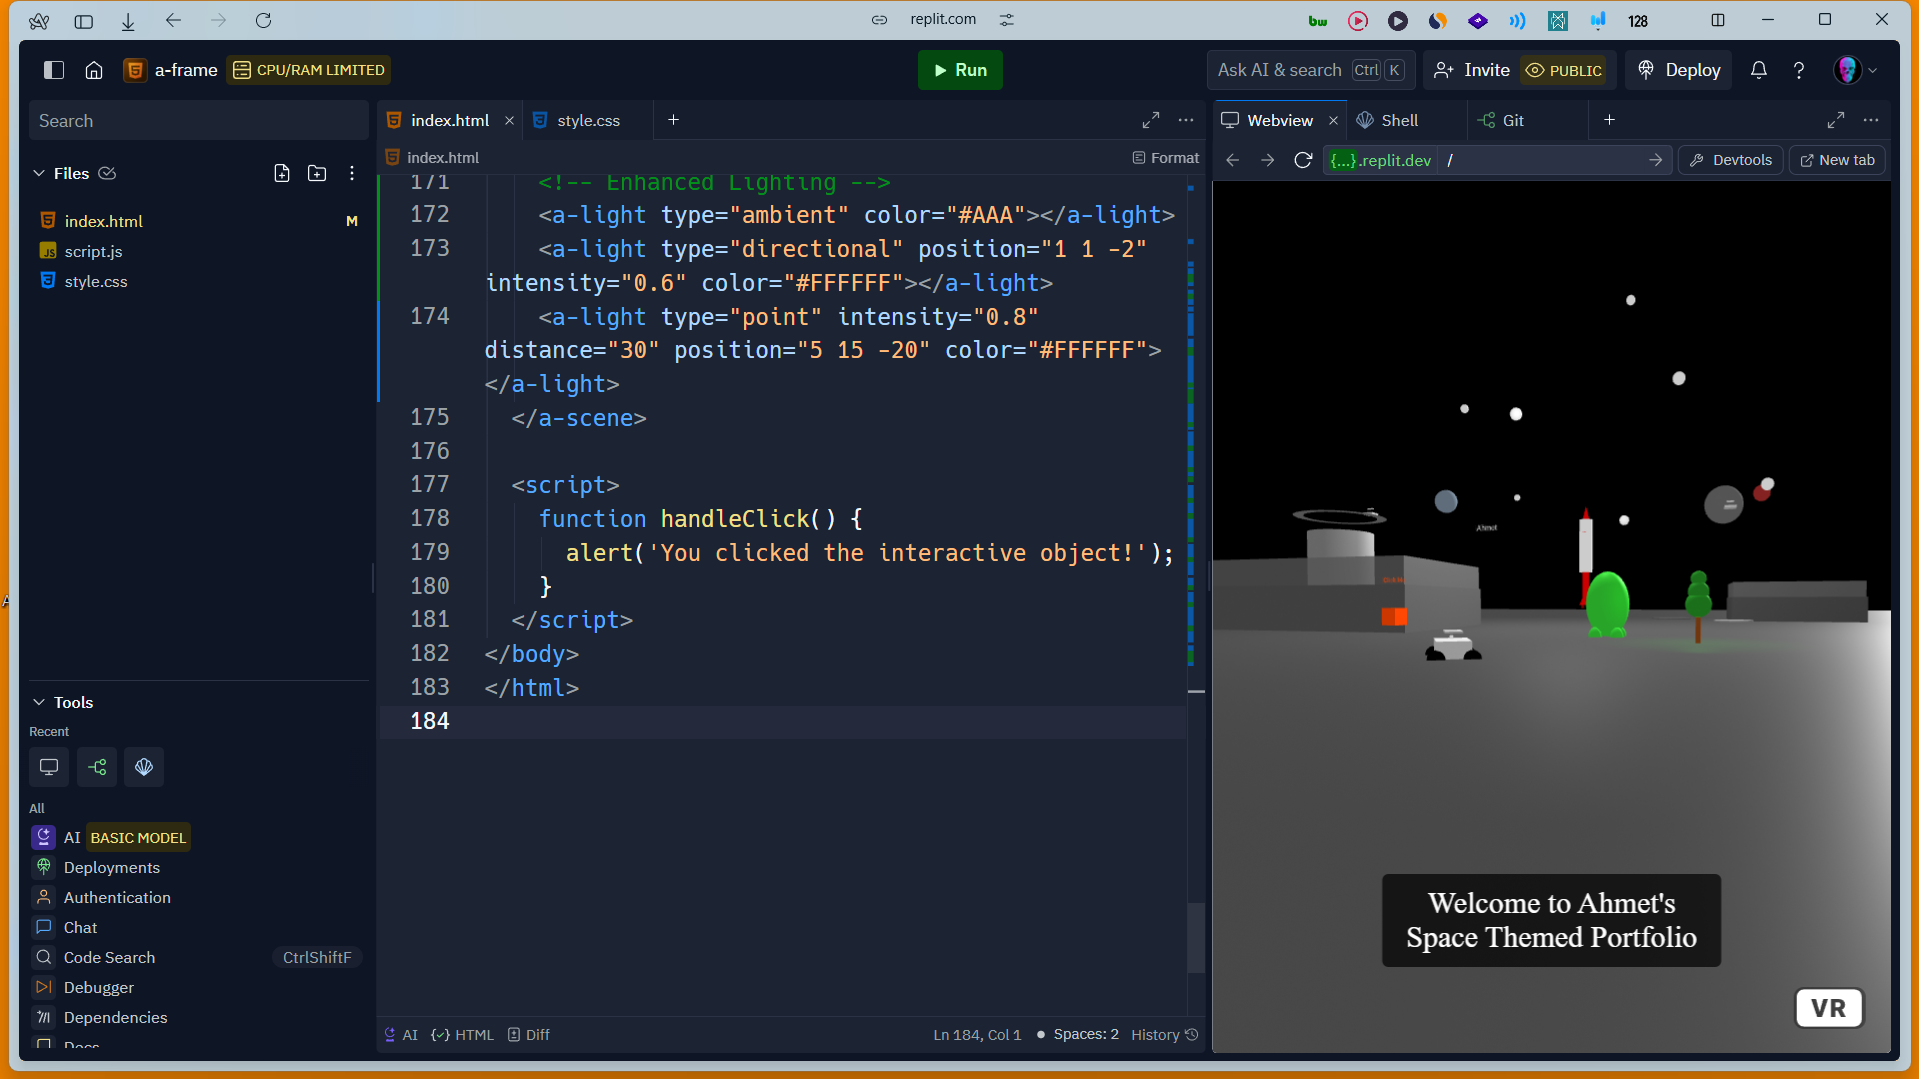 replit.com
bw
128
a-frame
CPU/RAM LIMITED
Run
Ask AI & search
Ctrl
K
Invite
PUBLIC
Deploy
?
Search
Files
index.html
M
JS
script.js
style.css
Tools
Recent
All
AI
BASIC MODEL
Deployments
Authentication
Chat
Code Search
CtrlShiftF
Debugger
Dependencies
Docs
index.html
style.css
index.html
Format
171 <!-- Enhanced Lighting -->
172 <a-light type="ambient" color="#AAA"></a-light>
173 <a-light type="directional" position="1 1 -2"
intensity="0.6" color="#FFFFFF"></a-light>
174 <a-light type="point" intensity="0.8"
distance="30" position="5 15 -20" color="#FFFFFF">
</a-light>
175 </a-scene>
176
177 <script>
178 function handleClick() {
179 alert('You clicked the interactive object!');
180 }
181 </script>
182 </body>
183 </html>
184
AI
HTML
Diff
Ln 184, Col 1
Spaces: 2
History
Webview
Shell
Git
{...}.replit.dev
/
Devtools
New tab
Ahmet
Welcome to Ahmet's
Space Themed Portfolio
VR